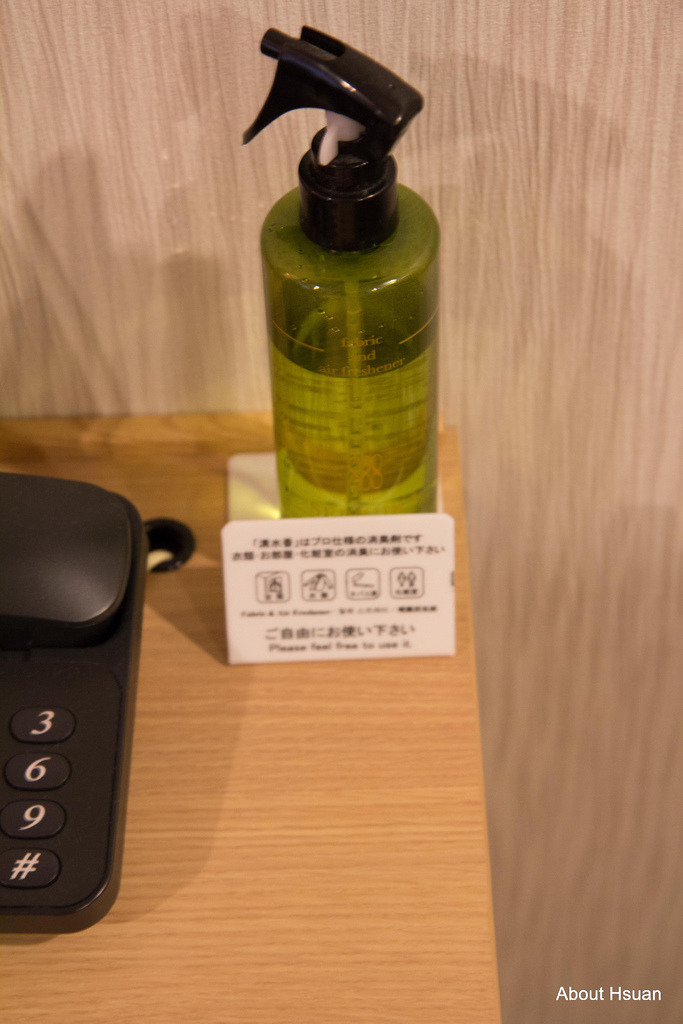 fabric
and
air freshener
「清水香」はプロ仕様の消臭剤です
衣類・お部屋・化粧室の消臭にお使い下さい
Fabric & Air Freshener
ご自由にお使い下さい
Please feel free to use it.
3
6
9
#
About Hsuan